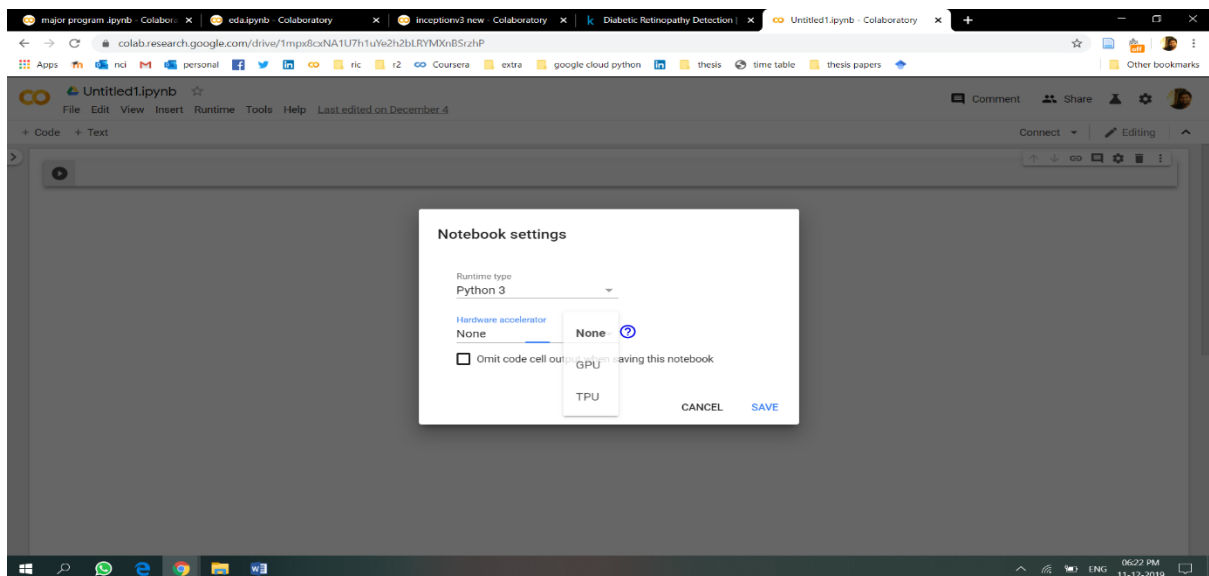 major program .ipynb - Colabora
eda.ipynb - Colaboratory
inceptionv3 new - Colaboratory
Diabetic Retinopathy Detection |
Untitled1.ipynb - Colaboratory
colab.research.google.com/drive/1mpx8cxNA1U7h1uYe2h2bLRYMXnBSrzhP
Apps nci personal ric r2 Coursera extra google cloud python thesis time table thesis papers Other bookmarks
Untitled1.ipynb
File Edit View Insert Runtime Tools Help Last edited on December 4
Comment Share
+ Code + Text Connect Editing
Notebook settings
Runtime type
Python 3
Hardware accelerator
None
None
Omit code cell output when saving this notebook
GPU
TPU
CANCEL SAVE
ENG
06:22 PM
11-12-2019